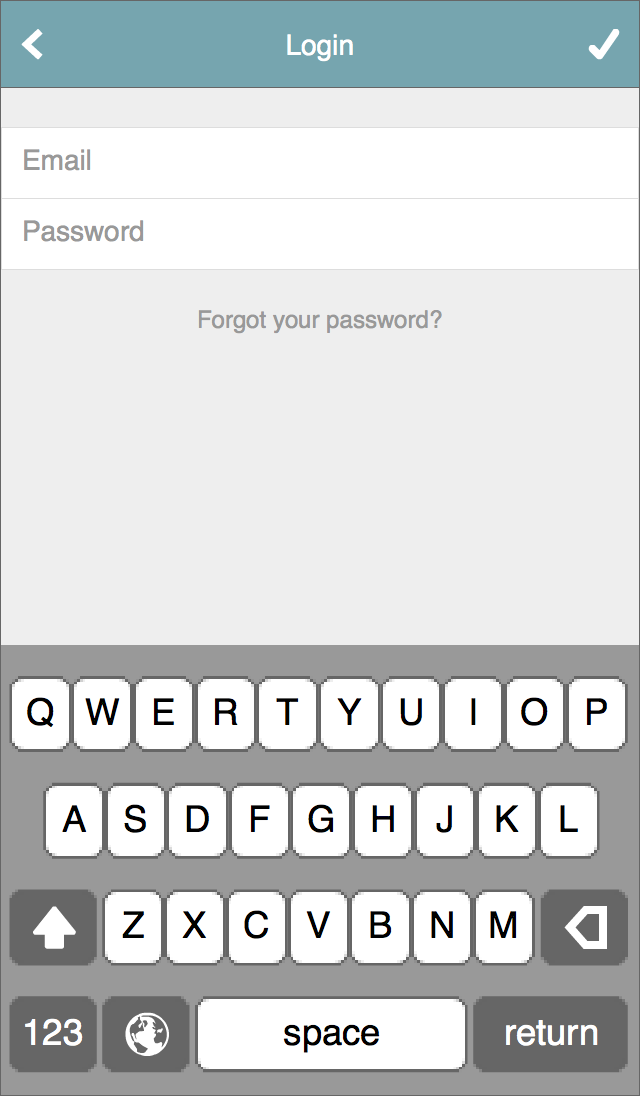 Login
Email
Password
Forgot your password?
Q W E R T Y U I O P
A S D F G H J K L
Z X C V B N M
123 space return